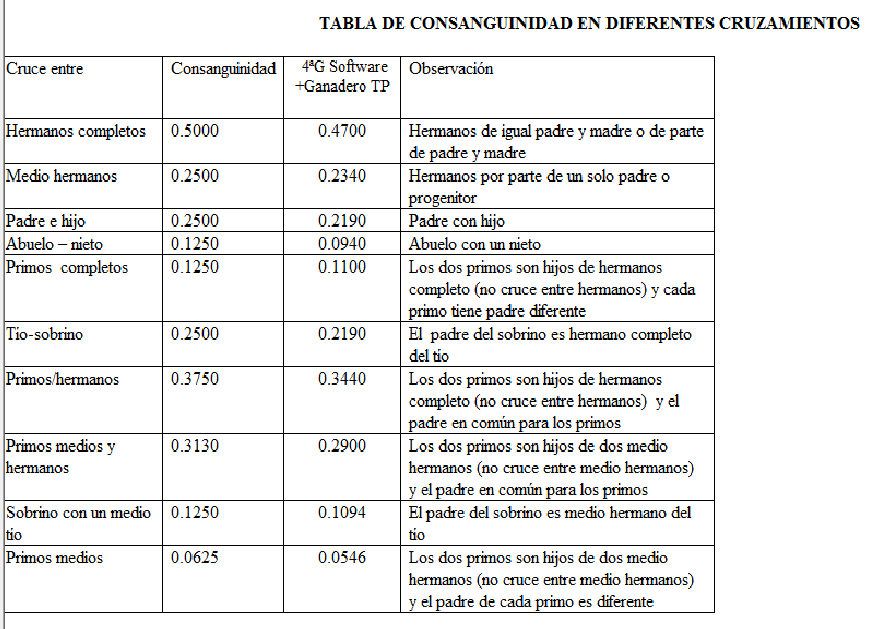 TABLA DE CONSANGUINIDAD EN DIFERENTES CRUZAMIENTOS
Cruce entre Consanguinidad 4ªG Software Observación
+Ganadero TP
Hermanos completos 0.5000 0.4700 Hermanos de igual padre y madre o de parte
de padre y madre
Medio hermanos 0.2500 0.2340 Hermanos por parte de un solo padre o
progenitor
Padre e hijo 0.2500 0.2190 Padre con hijo
Abuelo – nieto 0.1250 0.0940 Abuelo con un nieto
Primos completos 0.1250 0.1100 Los dos primos son hijos de hermanos
completo (no cruce entre hermanos) y cada
primo tiene padre diferente
Tio-sobrino 0.2500 0.2190 El padre del sobrino es hermano completo
del tio
Primos/hermanos 0.3750 0.3440 Los dos primos son hijos de hermanos
completo (no cruce entre hermanos) y el
padre en común para los primos
Primos medios y 0.3130 0.2900 Los dos primos son hijos de dos medio
hermanos hermanos (no cruce entre medio hermanos)
y el padre en común para los primos
Sobrino con un medio 0.1250 0.1094 El padre del sobrino es medio hermano del
tio tio
Primos medios 0.0625 0.0546 Los dos primos son hijos de dos medio
hermanos (no cruce entre medio hermanos)
y el padre de cada primo es diferente